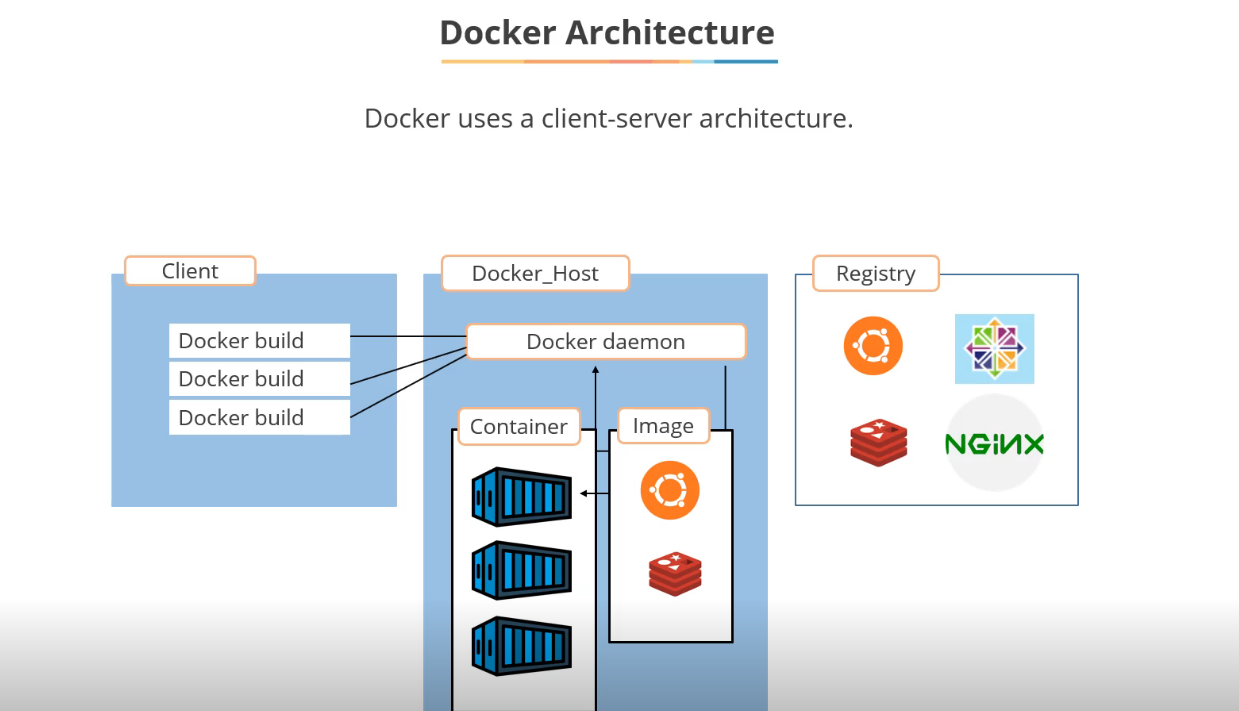 Docker Architecture
Docker uses a client-server architecture.
Client
Docker build
Docker build
Docker build
Docker_Host
Docker daemon
Container
Image
Registry
NGiNX